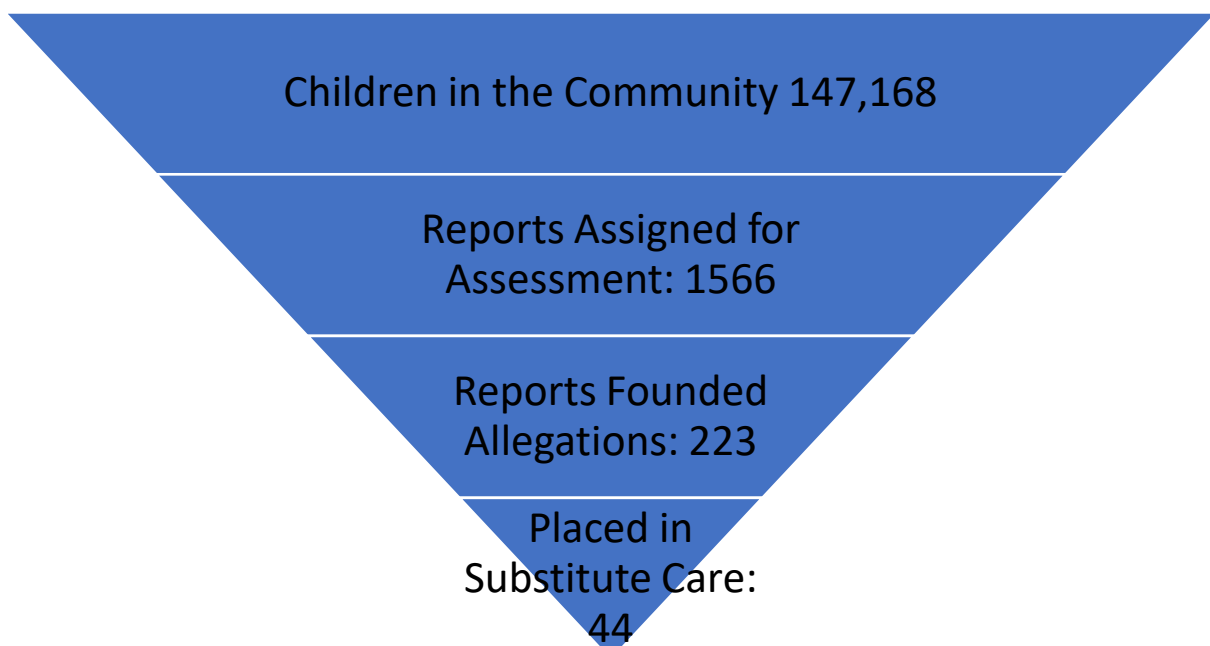 Children in the Community 147,168
Reports Assigned for
Assessment: 1566
Reports Founded
Allegations: 223
Placed in
Substitute Care:
44